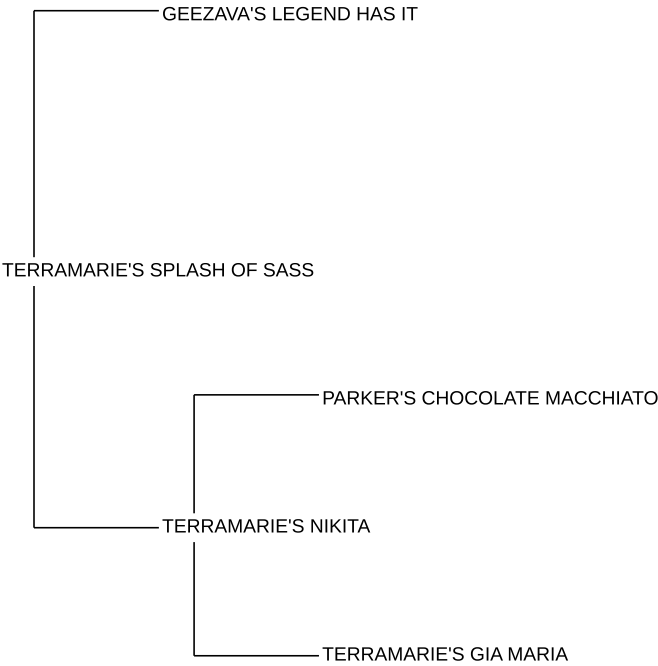 GEEZAVA'S LEGEND HAS IT
TERRAMARIE'S SPLASH OF SASS
PARKER'S CHOCOLATE MACCHIATO
TERRAMARIE'S NIKITA
TERRAMARIE'S GIA MARIA